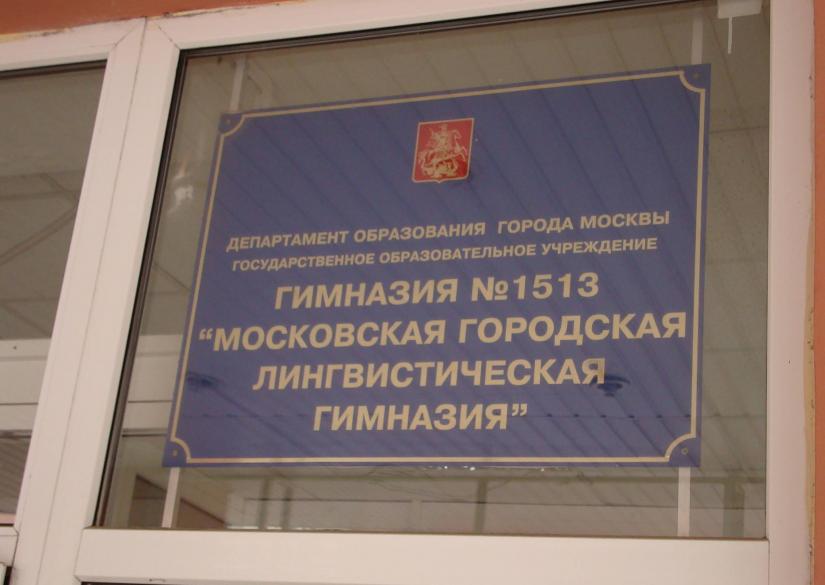 ДЕПАРТАМЕНТ ОБРАЗОВАНИЯ ГОРОДА МОСКВЫ
ГОСУДАРСТВЕННОЕ ОБРАЗОВАТЕЛЬНОЕ УЧРЕЖДЕНИЕ
ГИМНАЗИЯ №1513
“МОСКОВСКАЯ ГОРОДСКАЯ
ЛИНГВИСТИЧЕСКАЯ
ГИМНАЗИЯ”